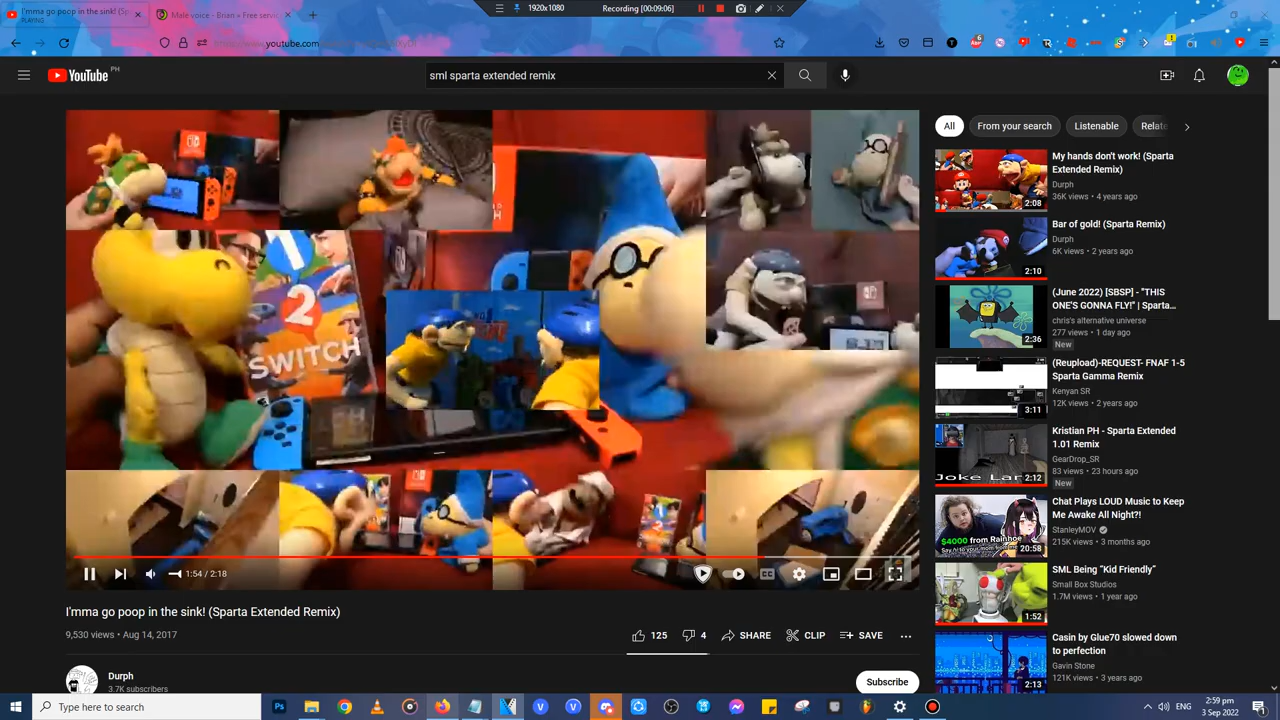 I'mma go poop in the sink! (Sp
PLAYING
Male voice - Brian • Free servic
1920x1080
Recording [00:09:06]
www.youtube.com
YouTube PH
sml sparta extended remix
All
From your search
Listenable
Relate
2
SWITCH
1:54 / 2:18
CC
I'mma go poop in the sink! (Sparta Extended Remix)
9,530 views • Aug 14, 2017
125
4
SHARE
CLIP
SAVE
Durph
3.7K subscribers
Subscribe
My hands don't work! (Sparta
Extended Remix)
Durph
36K views • 4 years ago
2:08
Bar of gold! (Sparta Remix)
Durph
6K views • 2 years ago
2:10
(June 2022) [SBSP] - "THIS
ONE'S GONNA FLY!" | Sparta...
chris's alternative universe
277 views • 1 day ago
New
2:36
(Reupload)-REQUEST- FNAF 1-5
Sparta Gamma Remix
Kenyan SR
12K views • 2 years ago
3:11
Kristian PH - Sparta Extended
1.01 Remix
GearDrop_SR
83 views • 23 hours ago
New
Joke Lar
2:12
Chat Plays LOUD Music to Keep
Me Awake All Night?!
StanleyMOV
215K views • 3 months ago
$4000 from Rainhoe
20:58
SML Being “Kid Friendly”
Small Box Studios
1.7M views • 1 year ago
1:52
Casin by Glue70 slowed down
to perfection
Gavin Stone
121K views • 3 years ago
2:13
Type here to search
Ps
ENG
2:59 pm
3 Sep 2022